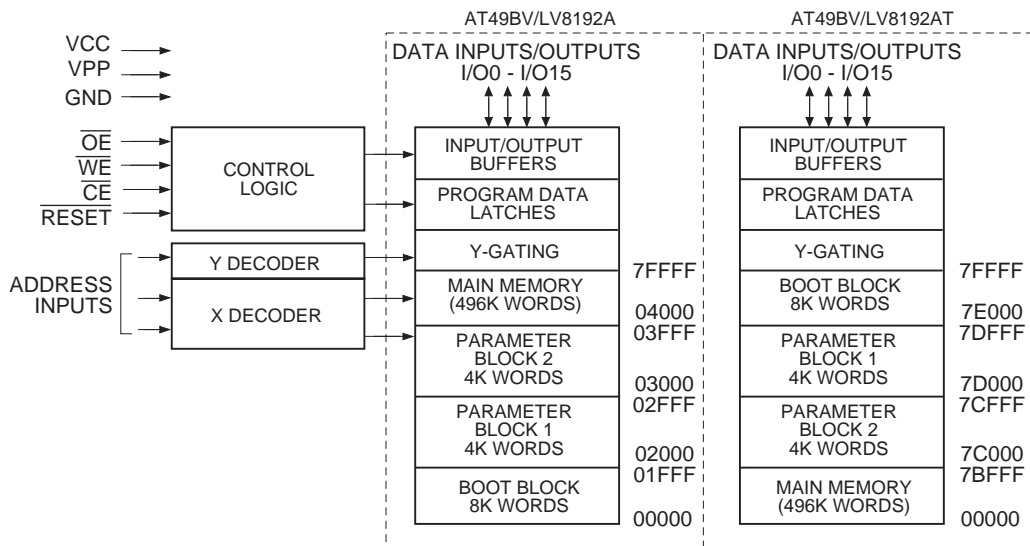 AT49BV/LV8192A
AT49BV/LV8192AT
VCC
VPP
GND
OE
WE
CE
RESET
CONTROL
LOGIC
ADDRESS
INPUTS
Y DECODER
X DECODER
DATA INPUTS/OUTPUTS
I/O0 - I/O15
INPUT/OUTPUT
BUFFERS
PROGRAM DATA
LATCHES
Y-GATING
7FFFF
MAIN MEMORY
(496K WORDS)
04000
03FFF
PARAMETER
BLOCK 2
4K WORDS
03000
02FFF
PARAMETER
BLOCK 1
4K WORDS
02000
01FFF
BOOT BLOCK
8K WORDS
00000
DATA INPUTS/OUTPUTS
I/O0 - I/O15
INPUT/OUTPUT
BUFFERS
PROGRAM DATA
LATCHES
Y-GATING
7FFFF
BOOT BLOCK
8K WORDS
7E000
7DFFF
PARAMETER
BLOCK 1
4K WORDS
7D000
7CFFF
PARAMETER
BLOCK 2
4K WORDS
7C000
7BFFF
MAIN MEMORY
(496K WORDS)
00000